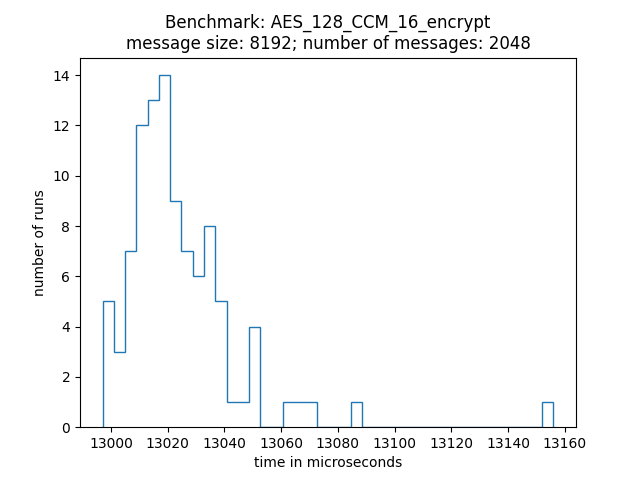 Benchmark: AES_128_CCM_16_encrypt
message size: 8192; number of messages: 2048
14
12
10
8
6
4
2
0
number of runs
13000 13020 13040 13060 13080 13100 13120 13140 13160
time in microseconds